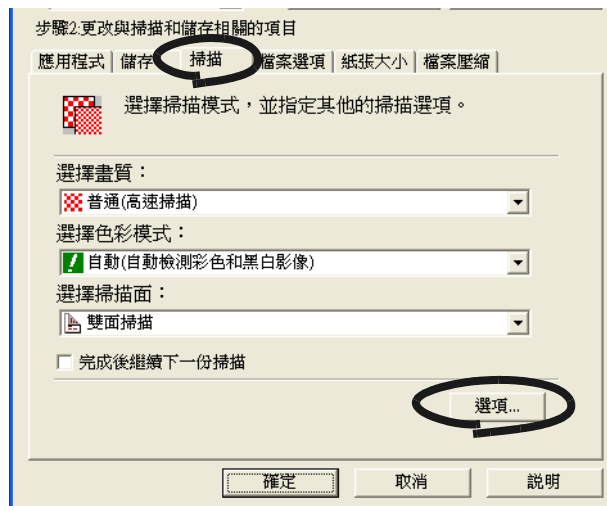 步驟2:更改與掃描和儲存相關的項目
應用程式 儲存 掃描 檔案選項 紙張大小 檔案壓縮
選擇掃描模式，並指定其他的掃描選項。
選擇畫質：
普通(高速掃描)
選擇色彩模式：
自動(自動檢測彩色和黑白影像)
選擇掃描面：
雙面掃描
完成後繼續下一份掃描
選項...
確定 取消 説明